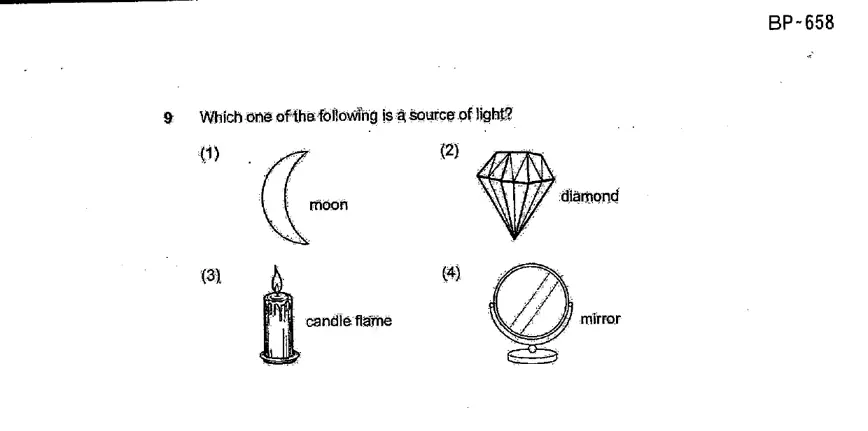 BP-658
9 Which one of the following is a source of light?
(1) moon
(2) diamond
(3) candle flame
(4) mirror